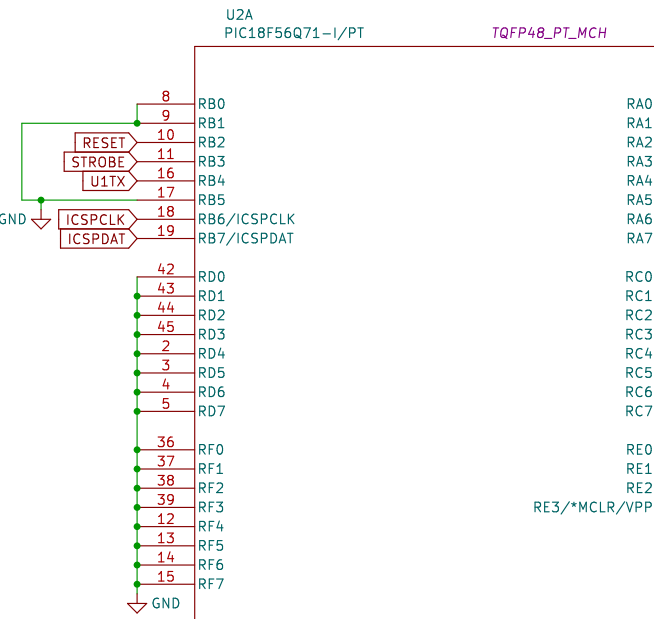 U2A
PIC18F56Q71-I/PT TQFP48_PT_MCH
8 RB0 RA0
9 RB1 RA1
RESET 10 RB2 RA2
STROBE 11 RB3 RA3
U1TX 16 RB4 RA4
17 RB5 RA5
GND ICSPCLK 18 RB6/ICSPCLK RA6
ICSPDAT 19 RB7/ICSPDAT RA7
42 RD0 RC0
43 RD1 RC1
44 RD2 RC2
45 RD3 RC3
2 RD4 RC4
3 RD5 RC5
4 RD6 RC6
5 RD7 RC7
36 RF0 RE0
37 RF1 RE1
38 RF2 RE2
39 RF3 RE3/*MCLR/VPP
12 RF4
13 RF5
14 RF6
15 RF7
GND